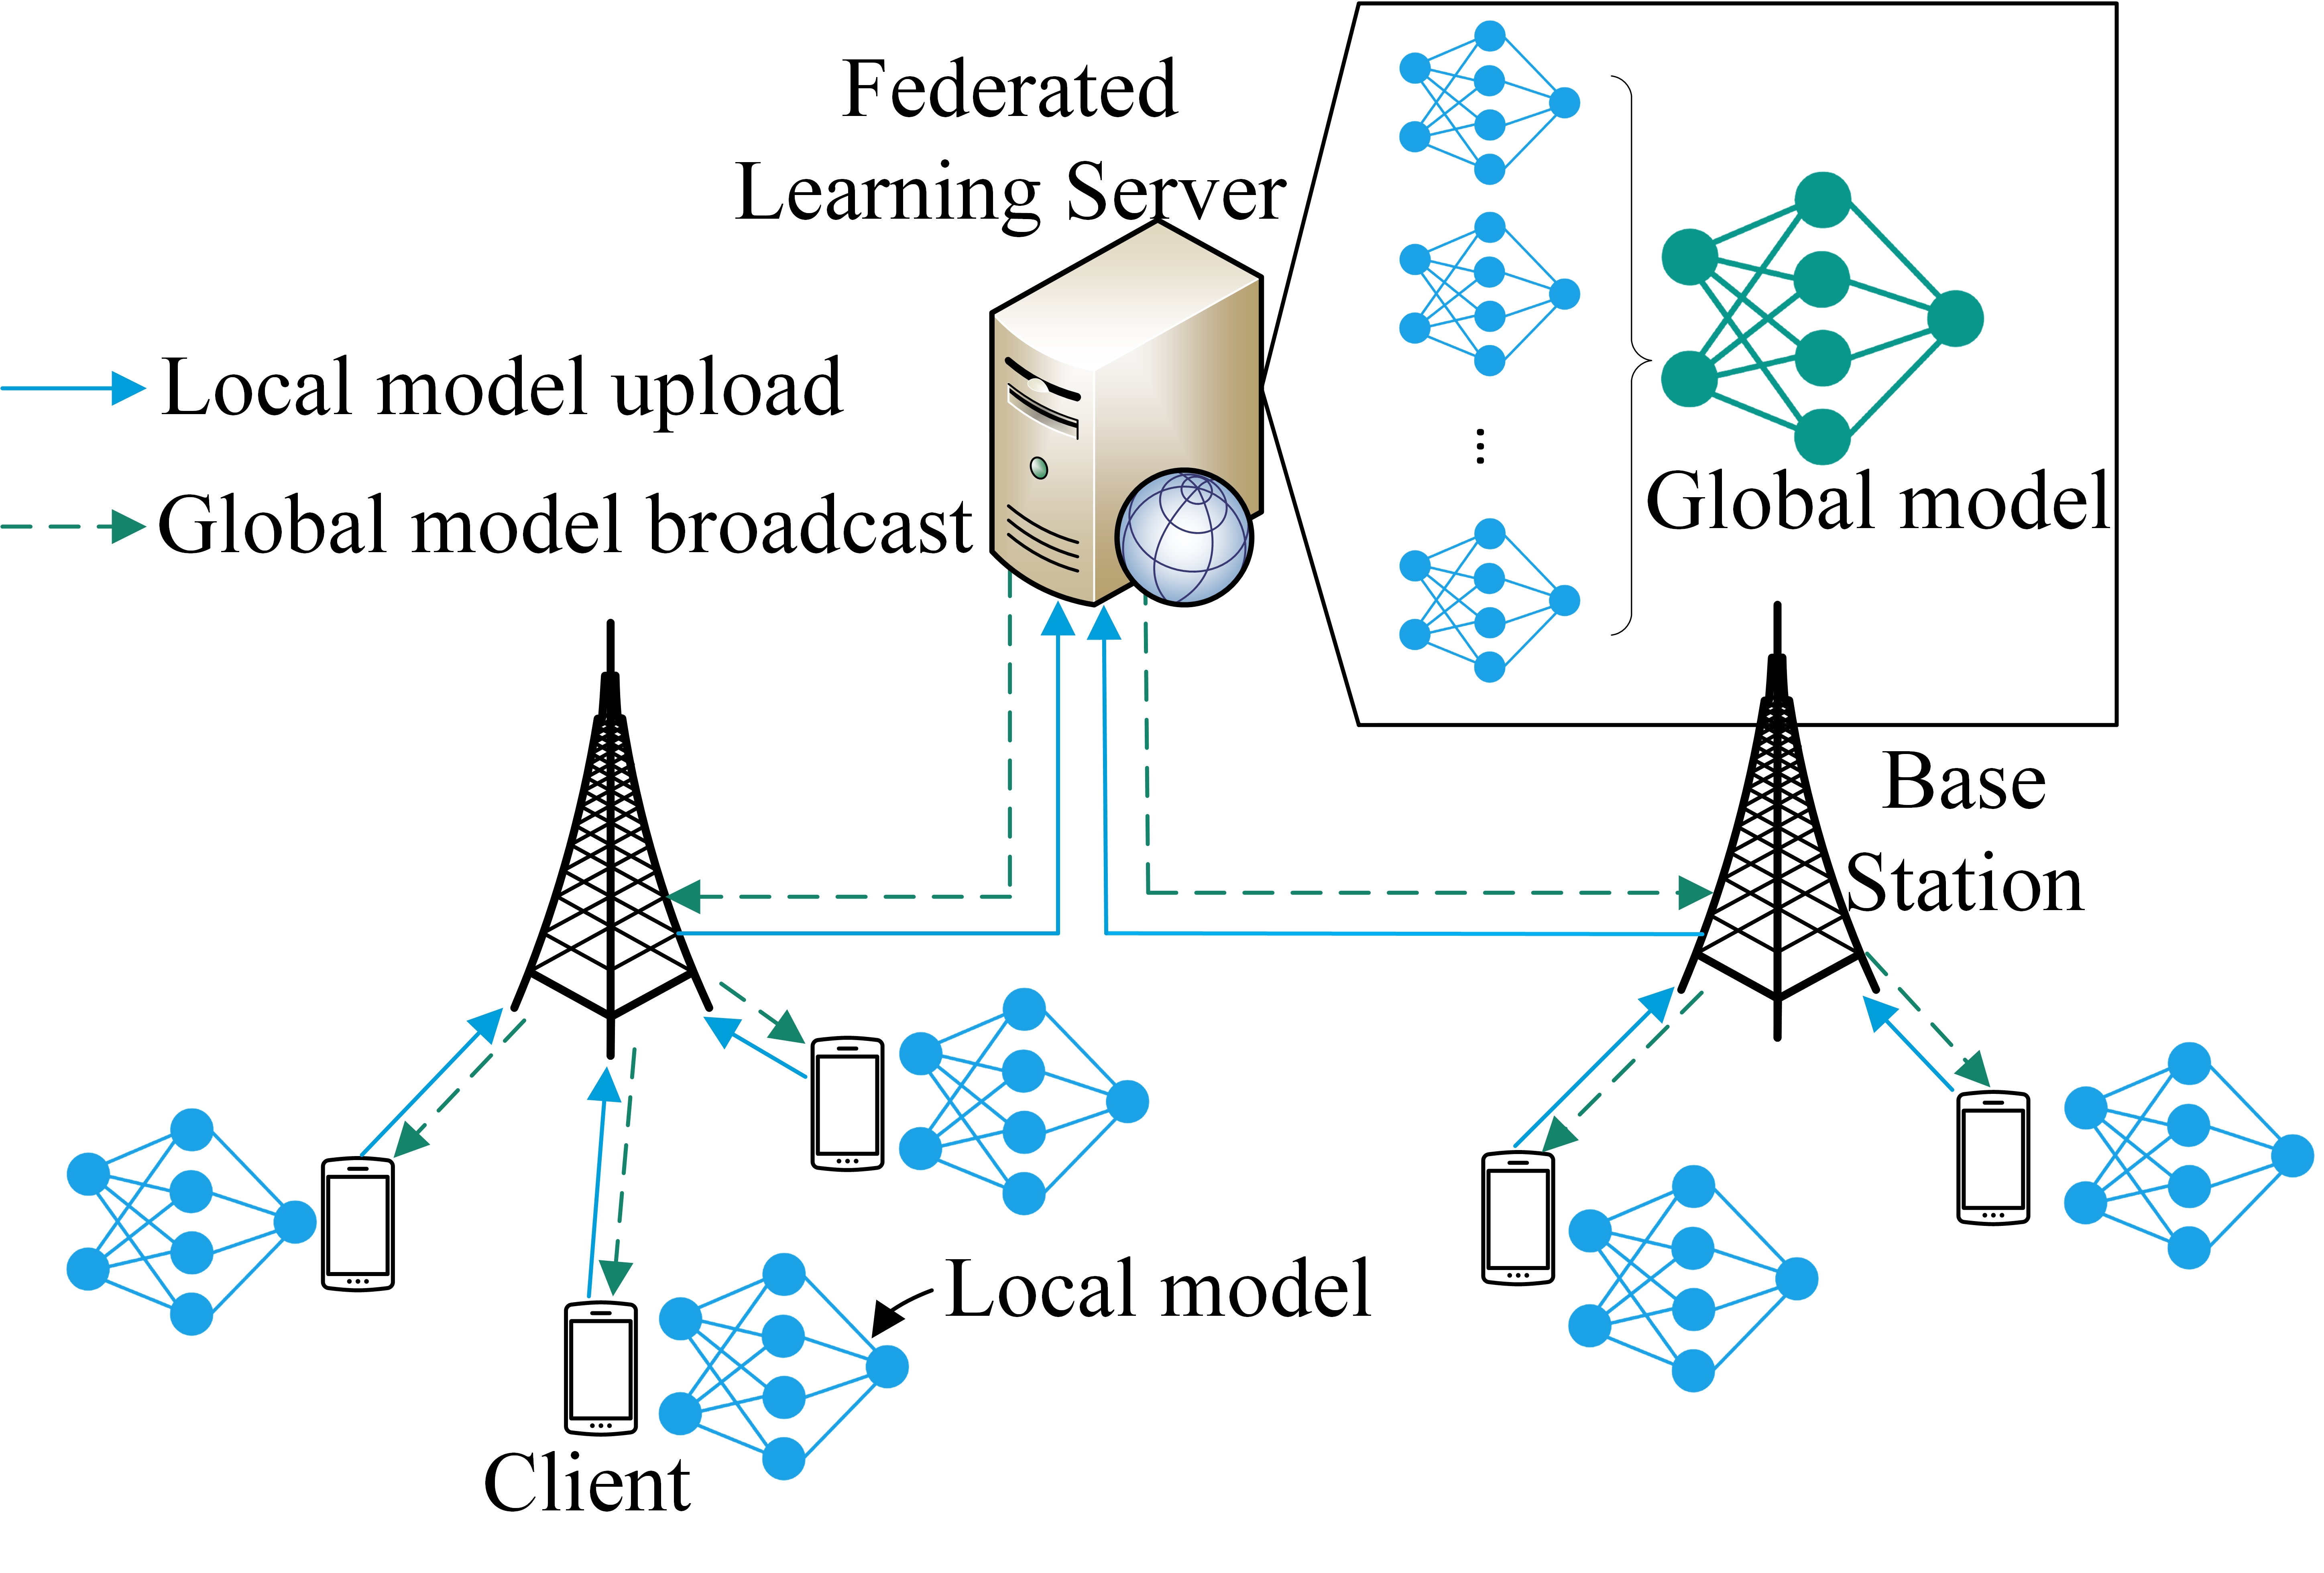 Federated
Learning Server
Local model upload
Global model broadcast
Global model
Base
Station
Local model
Client